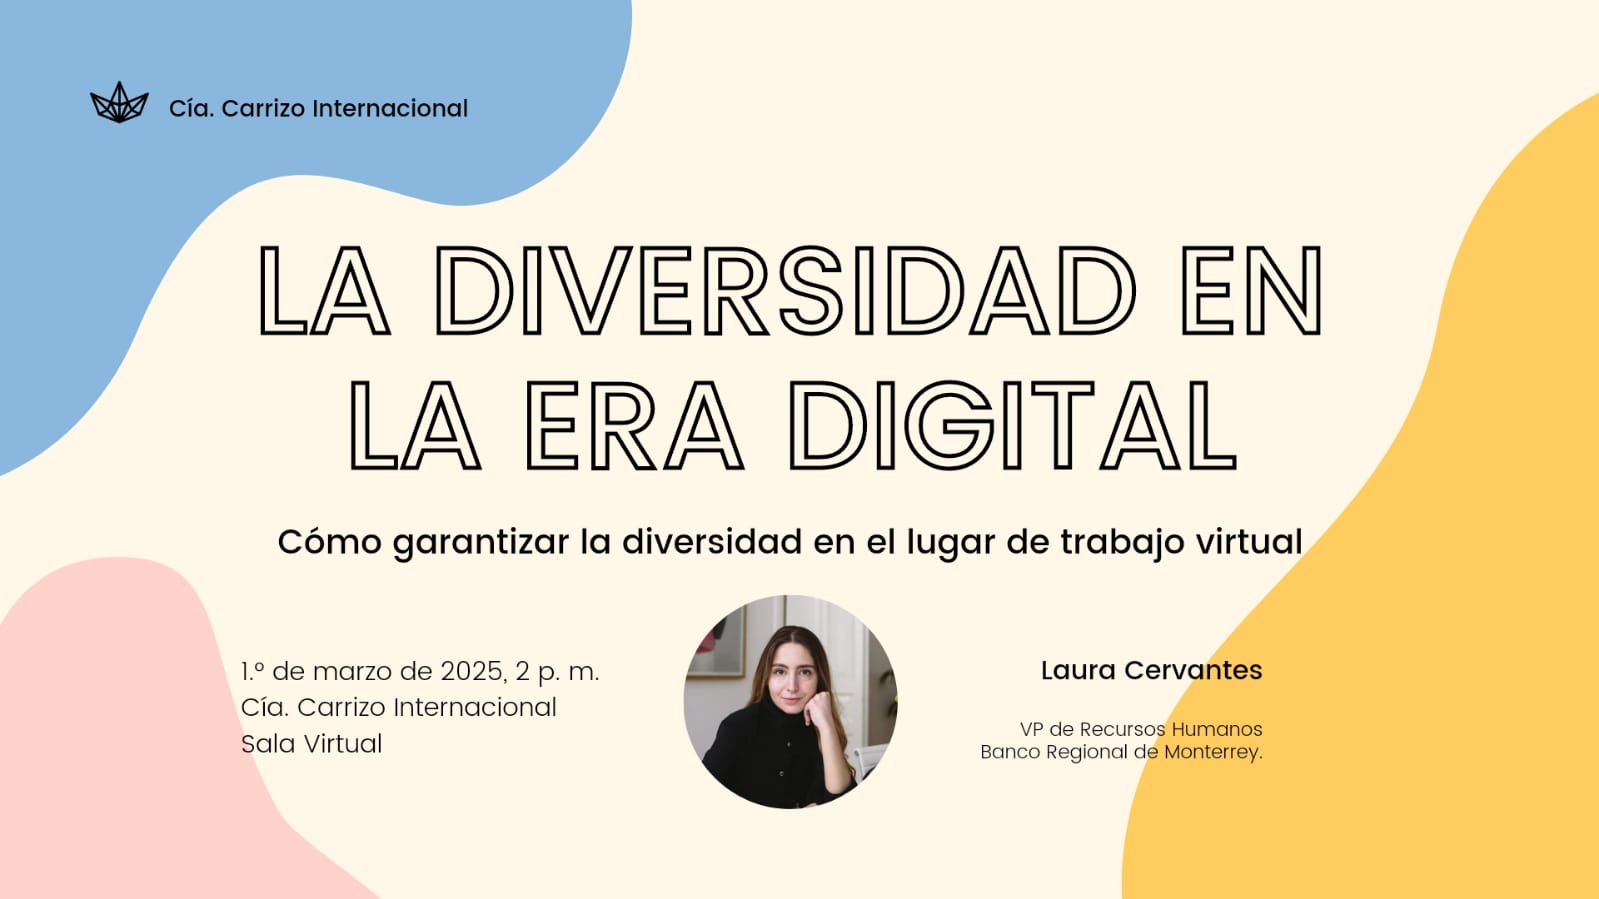 Cía. Carrizo Internacional
LA DIVERSIDAD EN
LA ERA DIGITAL
Cómo garantizar la diversidad en el lugar de trabajo virtual
1.º de marzo de 2025, 2 p. m.
Cía. Carrizo Internacional
Sala Virtual
Laura Cervantes
VP de Recursos Humanos
Banco Regional de Monterrey.